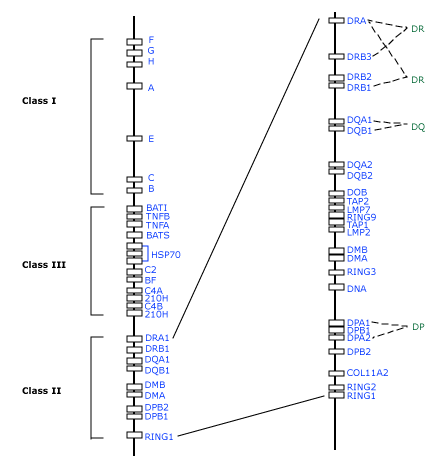 Class I
F
G
H
A
E
C
B
Class III
BATI
TNFB
TNFA
BATS
HSP70
C2
BF
C4A
210H
C4B
210H
Class II
DRA1
DRB1
DQA1
DQB1
DMB
DMA
DPB2
DPB1
RING1
DRA
DR
DRB3
DRB2
DR
DRB1
DQA1
DQ
DQB1
DQA2
DQB2
DOB
TAP2
LMP7
RING9
TAP1
LMP2
DMB
DMA
RING3
DNA
DPA1
DP
DPB1
DPA2
DPB2
COL11A2
RING2
RING1